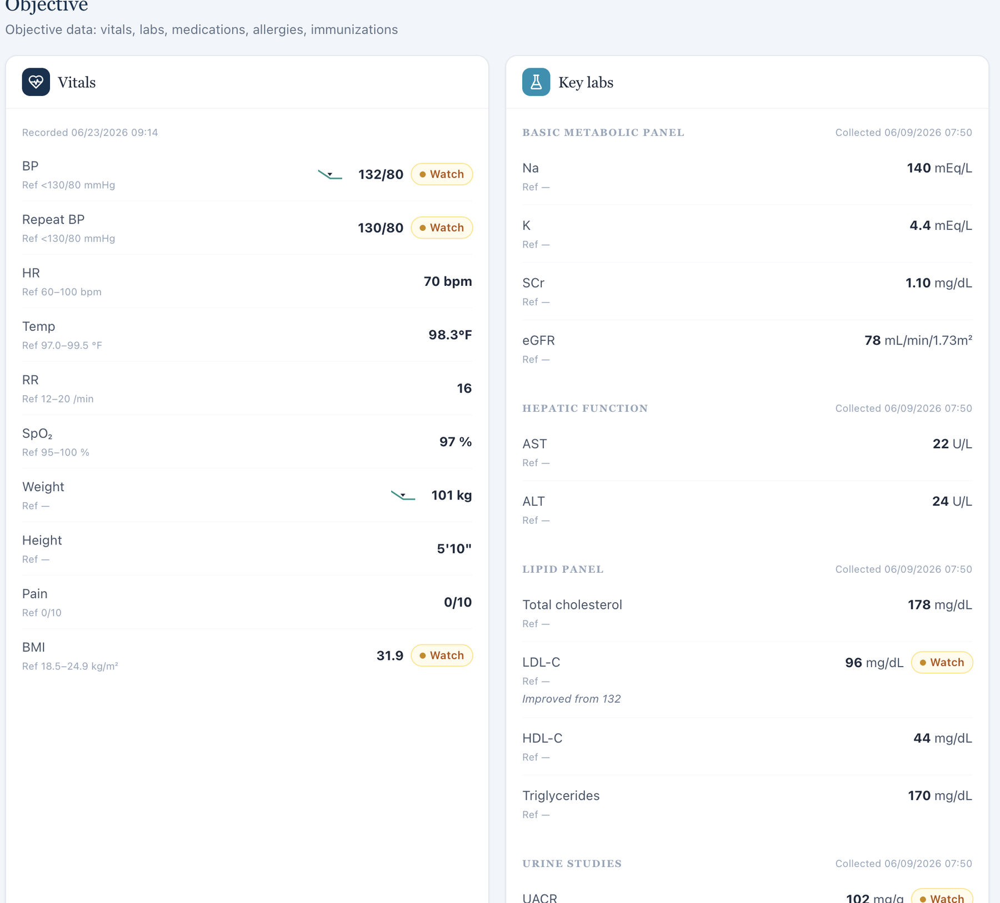 Objective
Objective data: vitals, labs, medications, allergies, immunizations
Vitals
Recorded 06/23/2026 09:14
BP
Ref <130/80 mmHg
132/80
Watch
Repeat BP
Ref <130/80 mmHg
130/80
Watch
HR
Ref 60–100 bpm
70 bpm
Temp
Ref 97.0–99.5 °F
98.3°F
RR
Ref 12–20 /min
16
SpO₂
Ref 95–100 %
97 %
Weight
Ref —
101 kg
Height
Ref —
5'10"
Pain
Ref 0/10
0/10
BMI
Ref 18.5–24.9 kg/m²
31.9
Watch
Key labs
BASIC METABOLIC PANEL
Collected 06/09/2026 07:50
Na
Ref —
140 mEq/L
K
Ref —
4.4 mEq/L
SCr
Ref —
1.10 mg/dL
eGFR
Ref —
78 mL/min/1.73m²
HEPATIC FUNCTION
Collected 06/09/2026 07:50
AST
Ref —
22 U/L
ALT
Ref —
24 U/L
LIPID PANEL
Collected 06/09/2026 07:50
Total cholesterol
Ref —
178 mg/dL
LDL-C
Ref —
Improved from 132
96 mg/dL
Watch
HDL-C
Ref —
44 mg/dL
Triglycerides
Ref —
170 mg/dL
URINE STUDIES
Collected 06/09/2026 07:50
UACR
102 mg/g
Watch